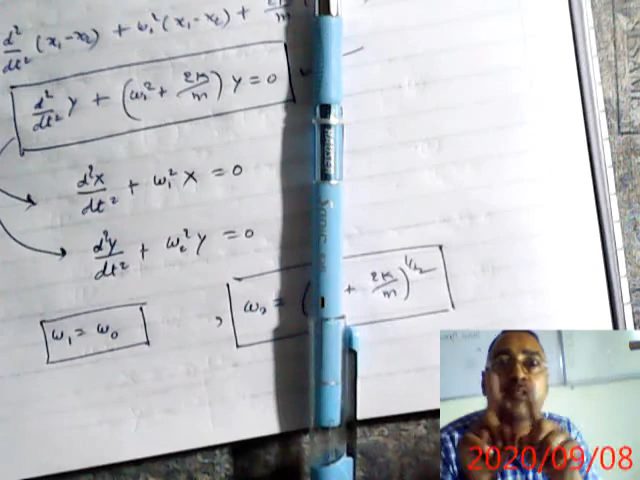 d²/dt² (x₁-x₂) + ω₁² (x₁-x₂) + 2k/m
d²/dt² y + (ω₁² + 2k/m) y = 0
d²x/dt² + ω₁² x = 0
d²y/dt² + ω₂² y = 0
ω₁ = ω₀ , ω₂ = ( + 2k/m)^1/2
2020/09/08